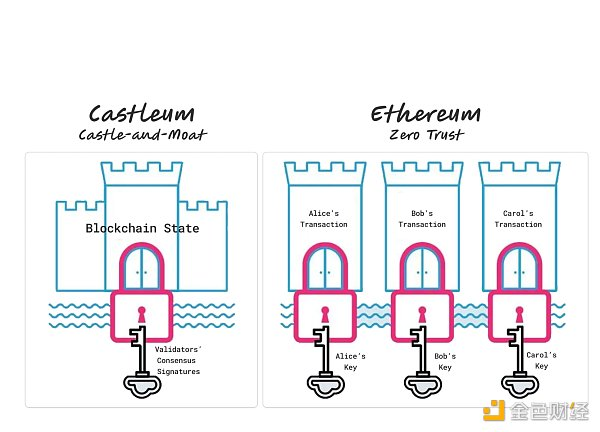 Castleum
Castle-and-Moat
Blockchain State
Validators'
Consensus
Signatures
Ethereum
Zero Trust
Alice's
Transaction
Bob's
Transaction
Carol's
Transaction
Alice's
Key
Bob's
Key
Carol's
Key
金色财经